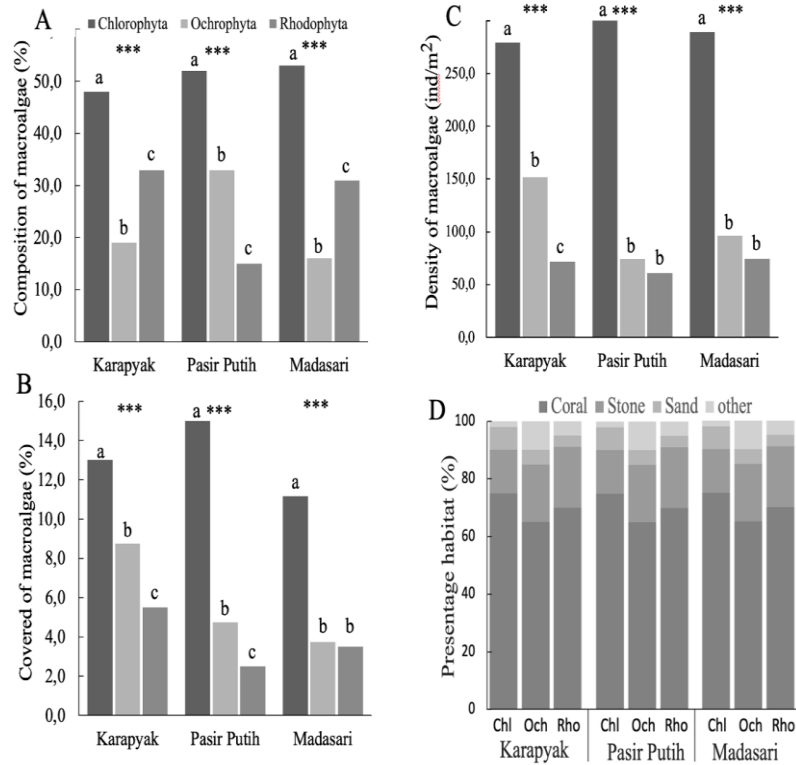 A
Chlorophyta Ochrophyta Rhodophyta
Composition of macroalgae (%)
50,0
40,0
30,0
20,0
10,0
0,0
a b c ***
a b c ***
a b c ***
Karapyak Pasir Putih Madasari
B
Covered of macroalgae (%)
16,0
14,0
12,0
10,0
8,0
6,0
4,0
2,0
0,0
a b c ***
a b c ***
a b b ***
Karapyak Pasir Putih Madasari
C
Density of macroalgae (ind/m²)
250,0
200,0
150,0
100,0
50,0
0,0
a b c ***
a b b ***
a b b ***
Karapyak Pasir Putih Madasari
D
Coral Stone Sand other
Presentage habitat (%)
100
80
60
40
20
0
Chl Och Rho Chl Och Rho Chl Och Rho
Karapyak Pasir Putih Madasari